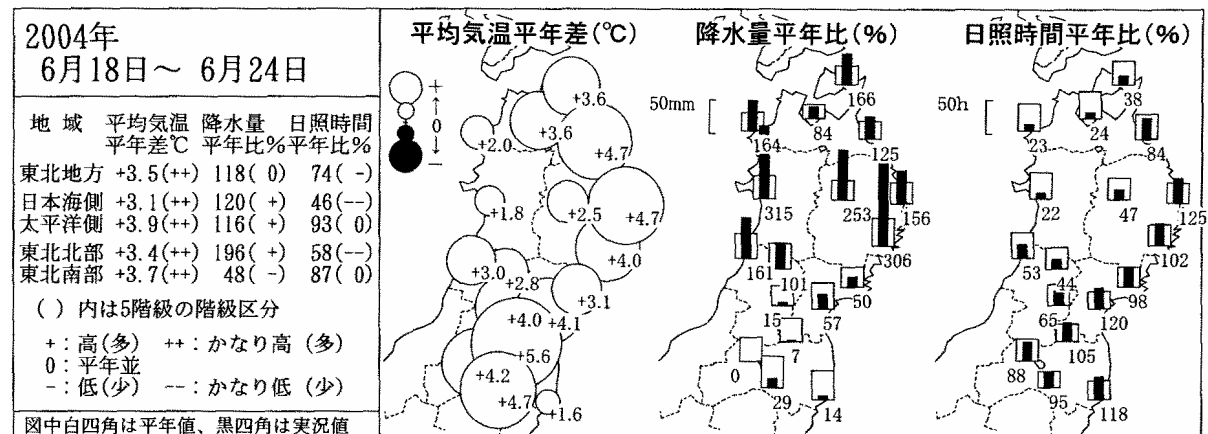 2004年
6月18日～ 6月24日
地 域 平均気温 降水量 日照時間
平年差℃ 平年比% 平年比%
東北地方 +3.5(++) 118( 0) 74( -)
日本海側 +3.1(++) 120( +) 46(--)
太平洋側 +3.9(++) 116( +) 93( 0)
東北北部 +3.4(++) 196( +) 58(--)
東北南部 +3.7(++) 48( -) 87( 0)
( ) 内は5階級の階級区分
+:高(多) ++:かなり高 (多)
0:平年並
-:低(少) --:かなり低 (少)
図中白四角は平年値、黒四角は実況値
平均気温平年差(℃)
+
↑
0
↓
-
+3.6
+3.6
+2.0
+4.7
+1.8
+2.5
+4.7
+4.0
+3.0
+2.8
+3.1
+4.0
+4.1
+5.6
+4.2
+4.7
+1.6
降水量平年比(%)
50mm
166
84
164
125
315
253
156
306
161
101
50
15
57
7
0
29
14
日照時間平年比(%)
50h
38
24
23
84
22
47
125
102
53
44
98
65
120
105
88
95
118